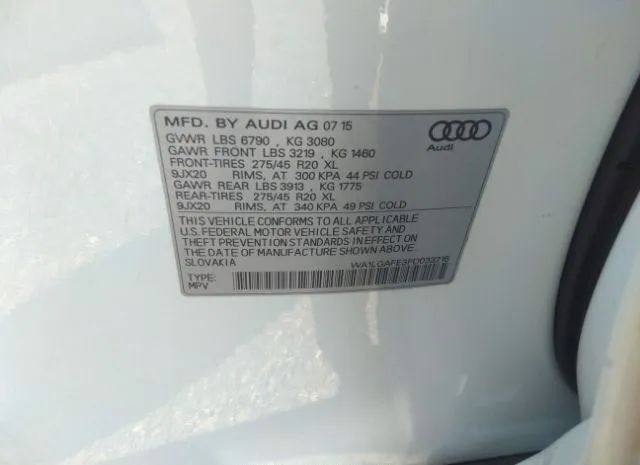 MFD. BY AUDI AG 07 15
GVWR LBS 6790 , KG 3080
GAWR FRONT LBS 3219 , KG 1460
FRONT-TIRES 275/45 R20 XL
9JX20 RIMS, AT 300 KPA 44 PSI COLD
GAWR REAR LBS 3913 , KG 1775
REAR-TIRES 275/45 R20 XL
9JX20 RIMS, AT 340 KPA 49 PSI COLD
Audi
THIS VEHICLE CONFORMS TO ALL APPLICABLE
U.S. FEDERAL MOTOR VEHICLE SAFETY AND
THEFT PREVENTION STANDARDS IN EFFECT ON
THE DATE OF MANUFACTURE SHOWN ABOVE.
SLOVAKIA
TYPE:
MPV